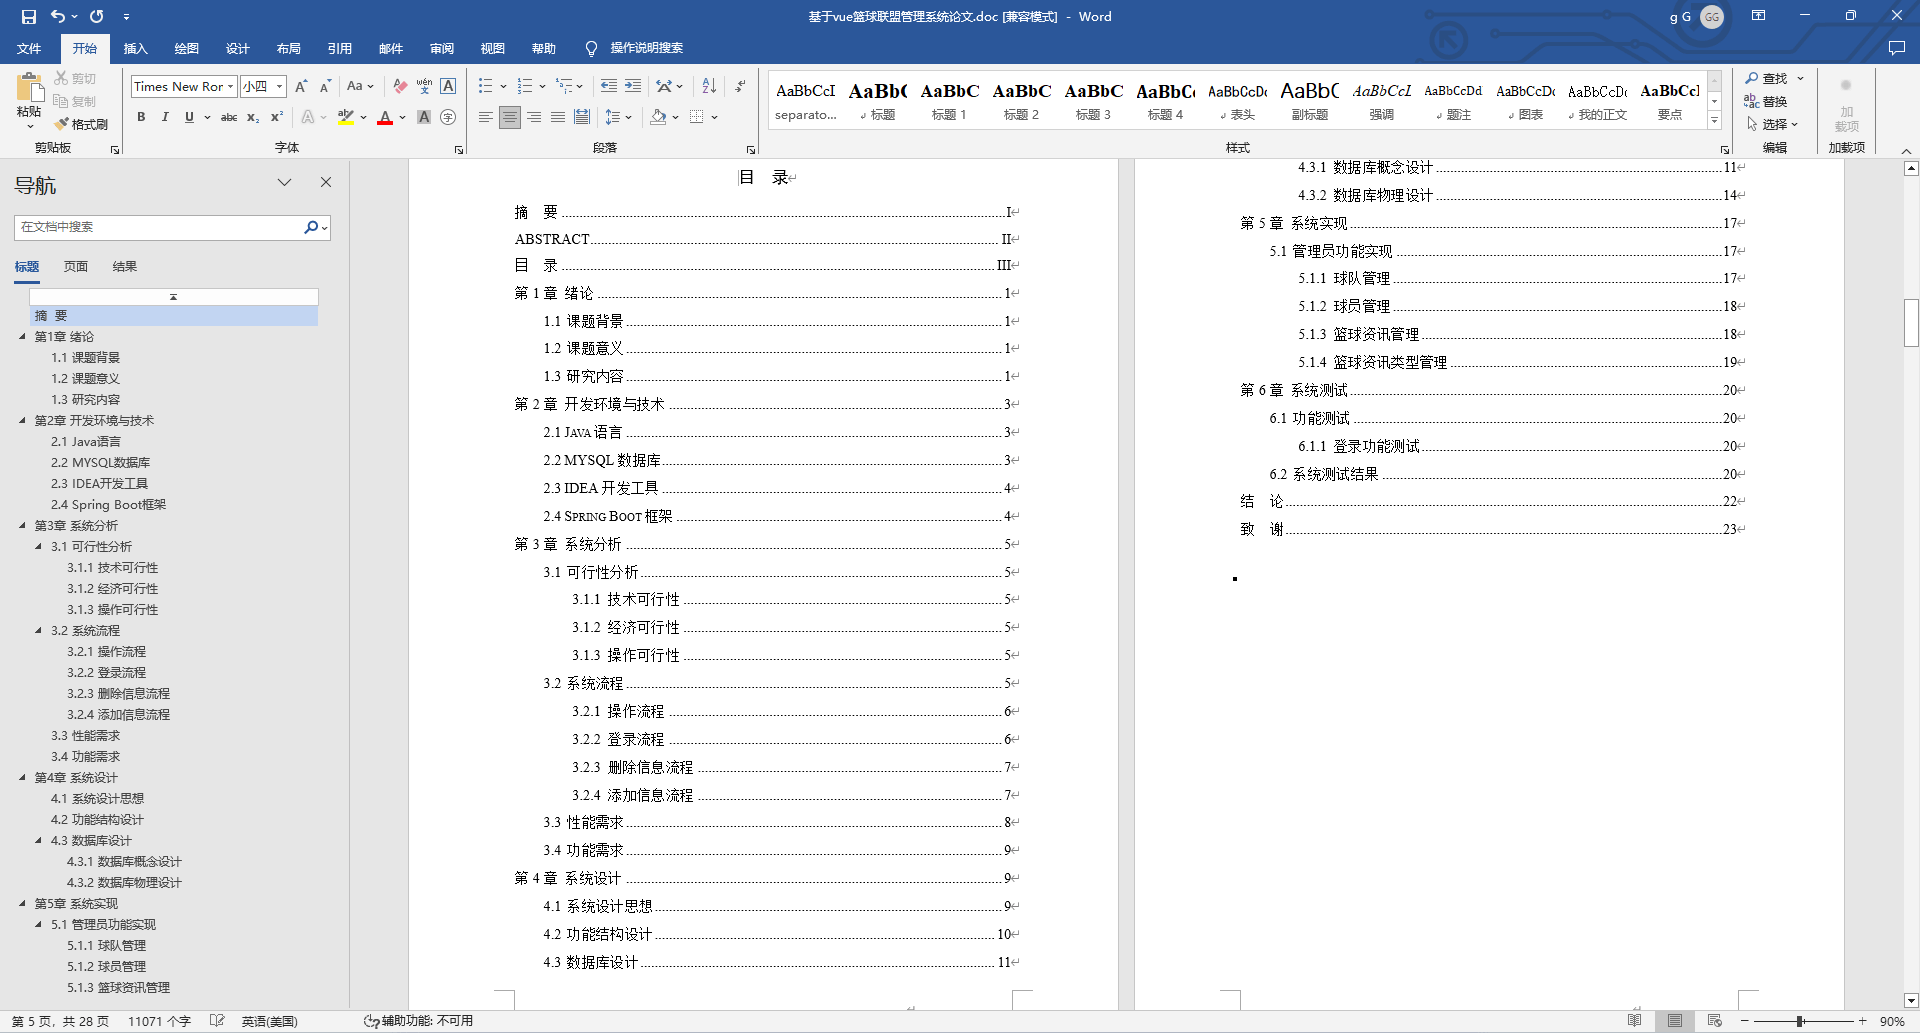 基于vue篮球联盟管理系统论文.doc [兼容模式] - Word
g G
GG
文件 开始 插入 绘图 设计 布局 引用 邮件 审阅 视图 帮助 操作说明搜索
粘贴
剪切
复制
格式刷
剪贴板
Times New Ror 小四
字体
段落
AaBbCcI AaBb( AaBbC AaBbC AaBbC AaBbCc AaBbCcDc AaBbC AaBbCcL AaBbCcDd AaBbCcDc AaBbCcDc AaBbCcI
separato... 标题 标题 1 标题 2 标题 3 标题 4 表头 副标题 强调 题注 图表 我的正文 要点
样式
查找
替换
选择
编辑
加
载项
加载项
导航
在文档中搜索
标题 页面 结果
摘 要
第1章 绪论
1.1 课题背景
1.2 课题意义
1.3 研究内容
第2章 开发环境与技术
2.1 Java语言
2.2 MYSQL数据库
2.3 IDEA开发工具
2.4 Spring Boot框架
第3章 系统分析
3.1 可行性分析
3.1.1 技术可行性
3.1.2 经济可行性
3.1.3 操作可行性
3.2 系统流程
3.2.1 操作流程
3.2.2 登录流程
3.2.3 删除信息流程
3.2.4 添加信息流程
3.3 性能需求
3.4 功能需求
第4章 系统设计
4.1 系统设计思想
4.2 功能结构设计
4.3 数据库设计
4.3.1 数据库概念设计
4.3.2 数据库物理设计
第5章 系统实现
5.1 管理员功能实现
5.1.1 球队管理
5.1.2 球员管理
5.1.3 篮球资讯管理
目 录
摘 要 I
ABSTRACT II
目 录 III
第 1 章 绪论 1
1.1 课题背景 1
1.2 课题意义 1
1.3 研究内容 1
第 2 章 开发环境与技术 3
2.1 JAVA 语言 3
2.2 MYSQL 数据库 3
2.3 IDEA 开发工具 4
2.4 SPRING BOOT 框架 4
第 3 章 系统分析 5
3.1 可行性分析 5
3.1.1 技术可行性 5
3.1.2 经济可行性 5
3.1.3 操作可行性 5
3.2 系统流程 5
3.2.1 操作流程 6
3.2.2 登录流程 6
3.2.3 删除信息流程 7
3.2.4 添加信息流程 7
3.3 性能需求 8
3.4 功能需求 9
第 4 章 系统设计 9
4.1 系统设计思想 9
4.2 功能结构设计 10
4.3 数据库设计 11
4.3.1 数据库概念设计 11
4.3.2 数据库物理设计 14
第 5 章 系统实现 17
5.1 管理员功能实现 17
5.1.1 球队管理 17
5.1.2 球员管理 18
5.1.3 篮球资讯管理 18
5.1.4 篮球资讯类型管理 19
第 6 章 系统测试 20
6.1 功能测试 20
6.1.1 登录功能测试 20
6.2 系统测试结果 20
结 论 22
致 谢 23
第 5 页，共 28 页 11071 个字 英语(美国) 辅助功能: 不可用 90%